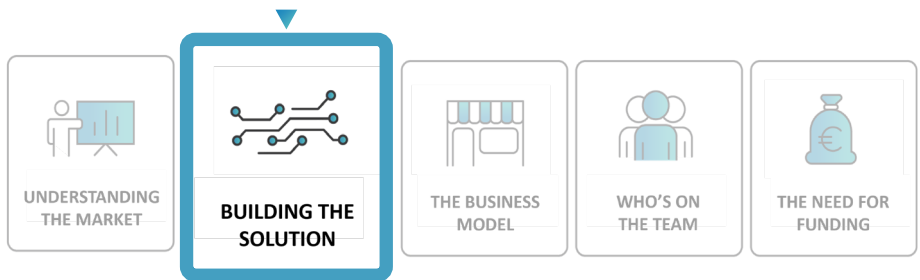 UNDERSTANDING
THE MARKET
BUILDING THE
SOLUTION
THE BUSINESS
MODEL
WHO'S ON
THE TEAM
€
THE NEED FOR
FUNDING